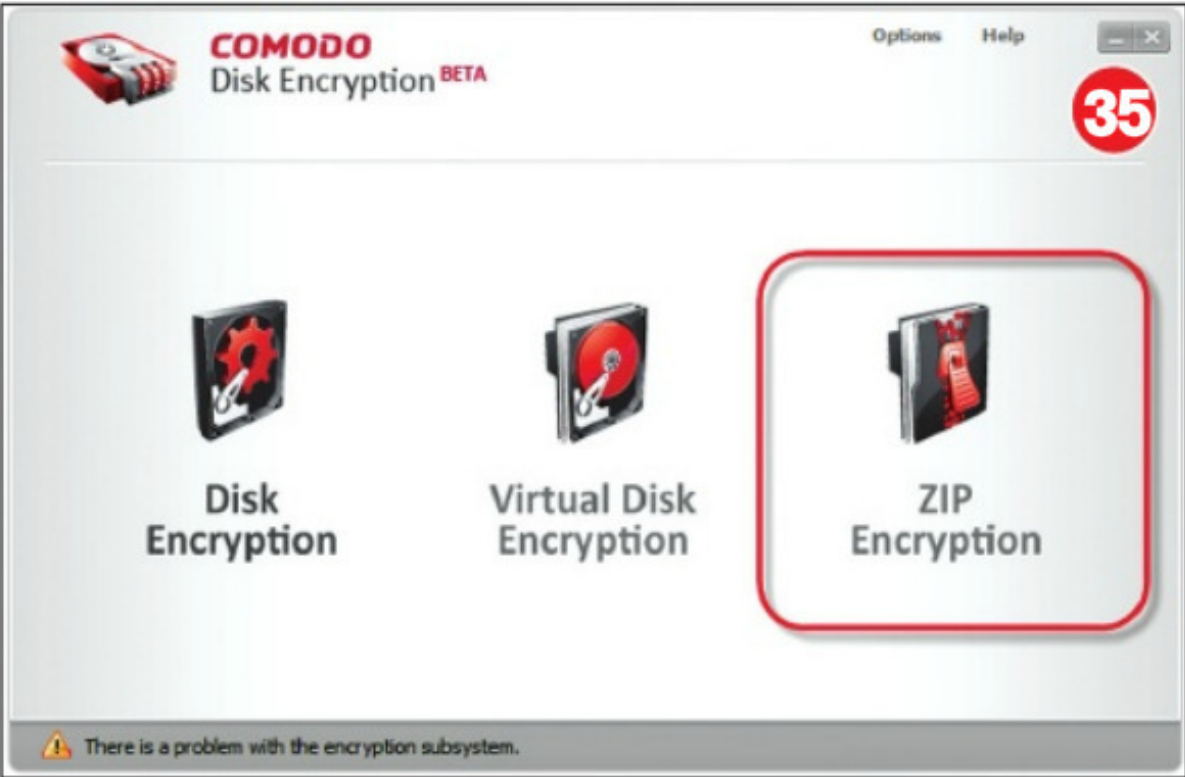 COMODO
Disk Encryption BETA
Options Help
35
Disk
Encryption
Virtual Disk
Encryption
ZIP
Encryption
There is a problem with the encryption subsystem.